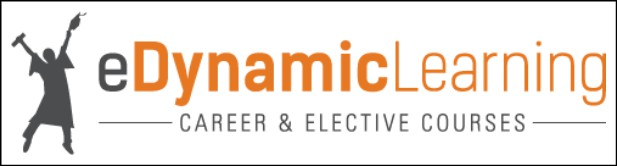 eDynamicLearning
CAREER & ELECTIVE COURSES